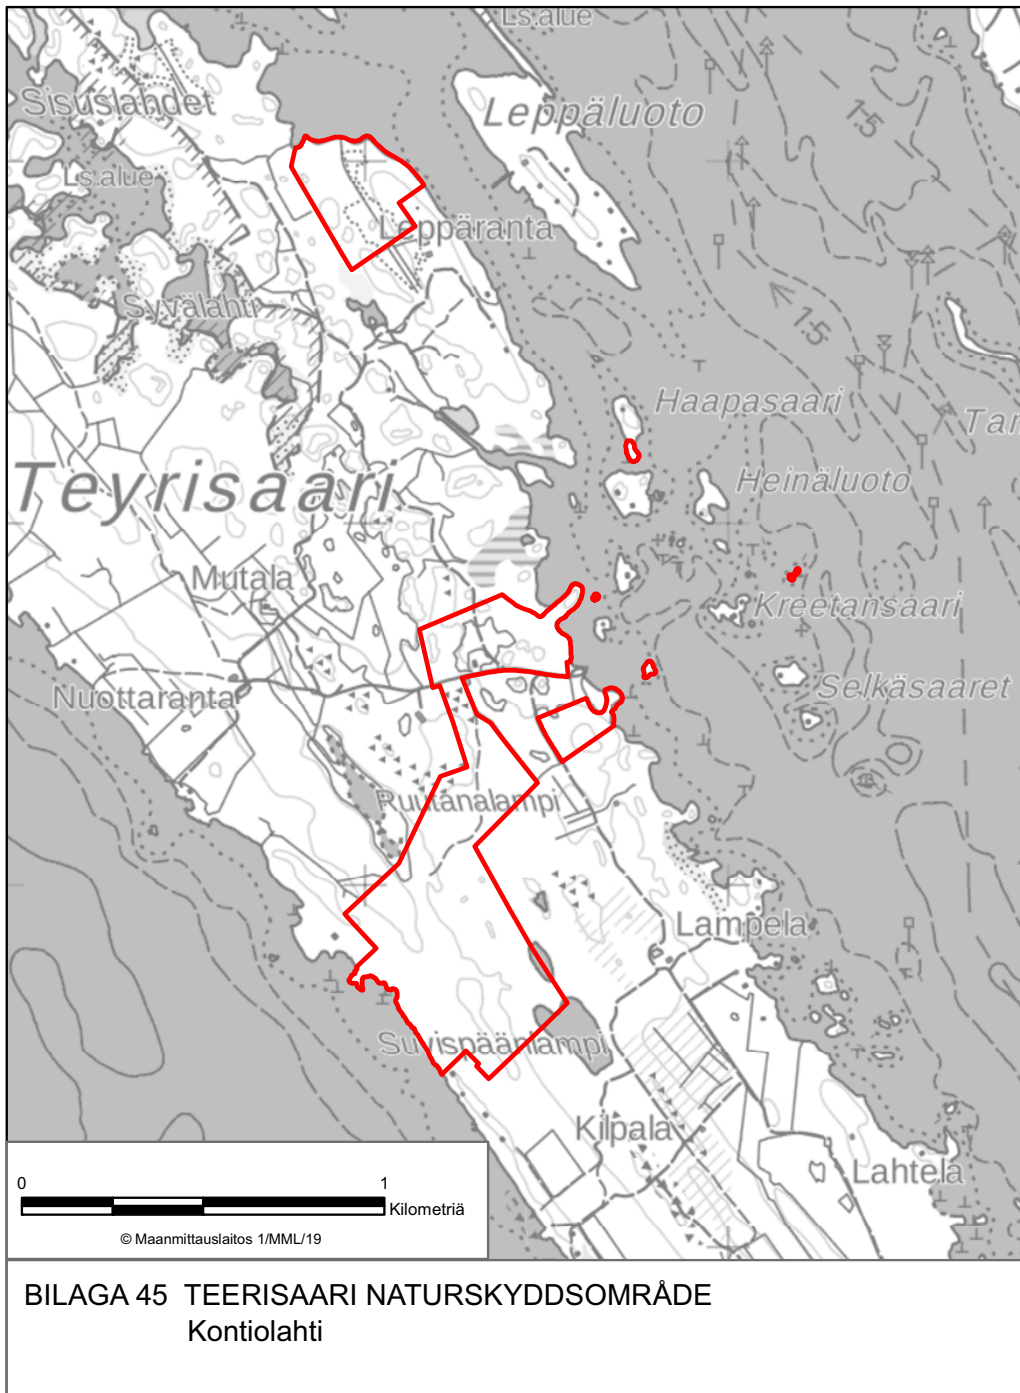 Ls.alue
Sisuslahdet
Leppäluoto
15
Ls.alue
Leppäranta
Syvälahti
15
Haapasaari
Tar
Teyrisaari
Heinäluoto
Mutala
Kreetansaari
Nuottaranta
Selkäsaaret
Ruutanalampi
Lampela
Suvispäänlampi
Kilpala
Lahtela
0 1
Kilometriä
© Maanmittauslaitos 1/MML/19
BILAGA 45 TEERISAARI NATURSKYDDSOMRÅDE
Kontiolahti